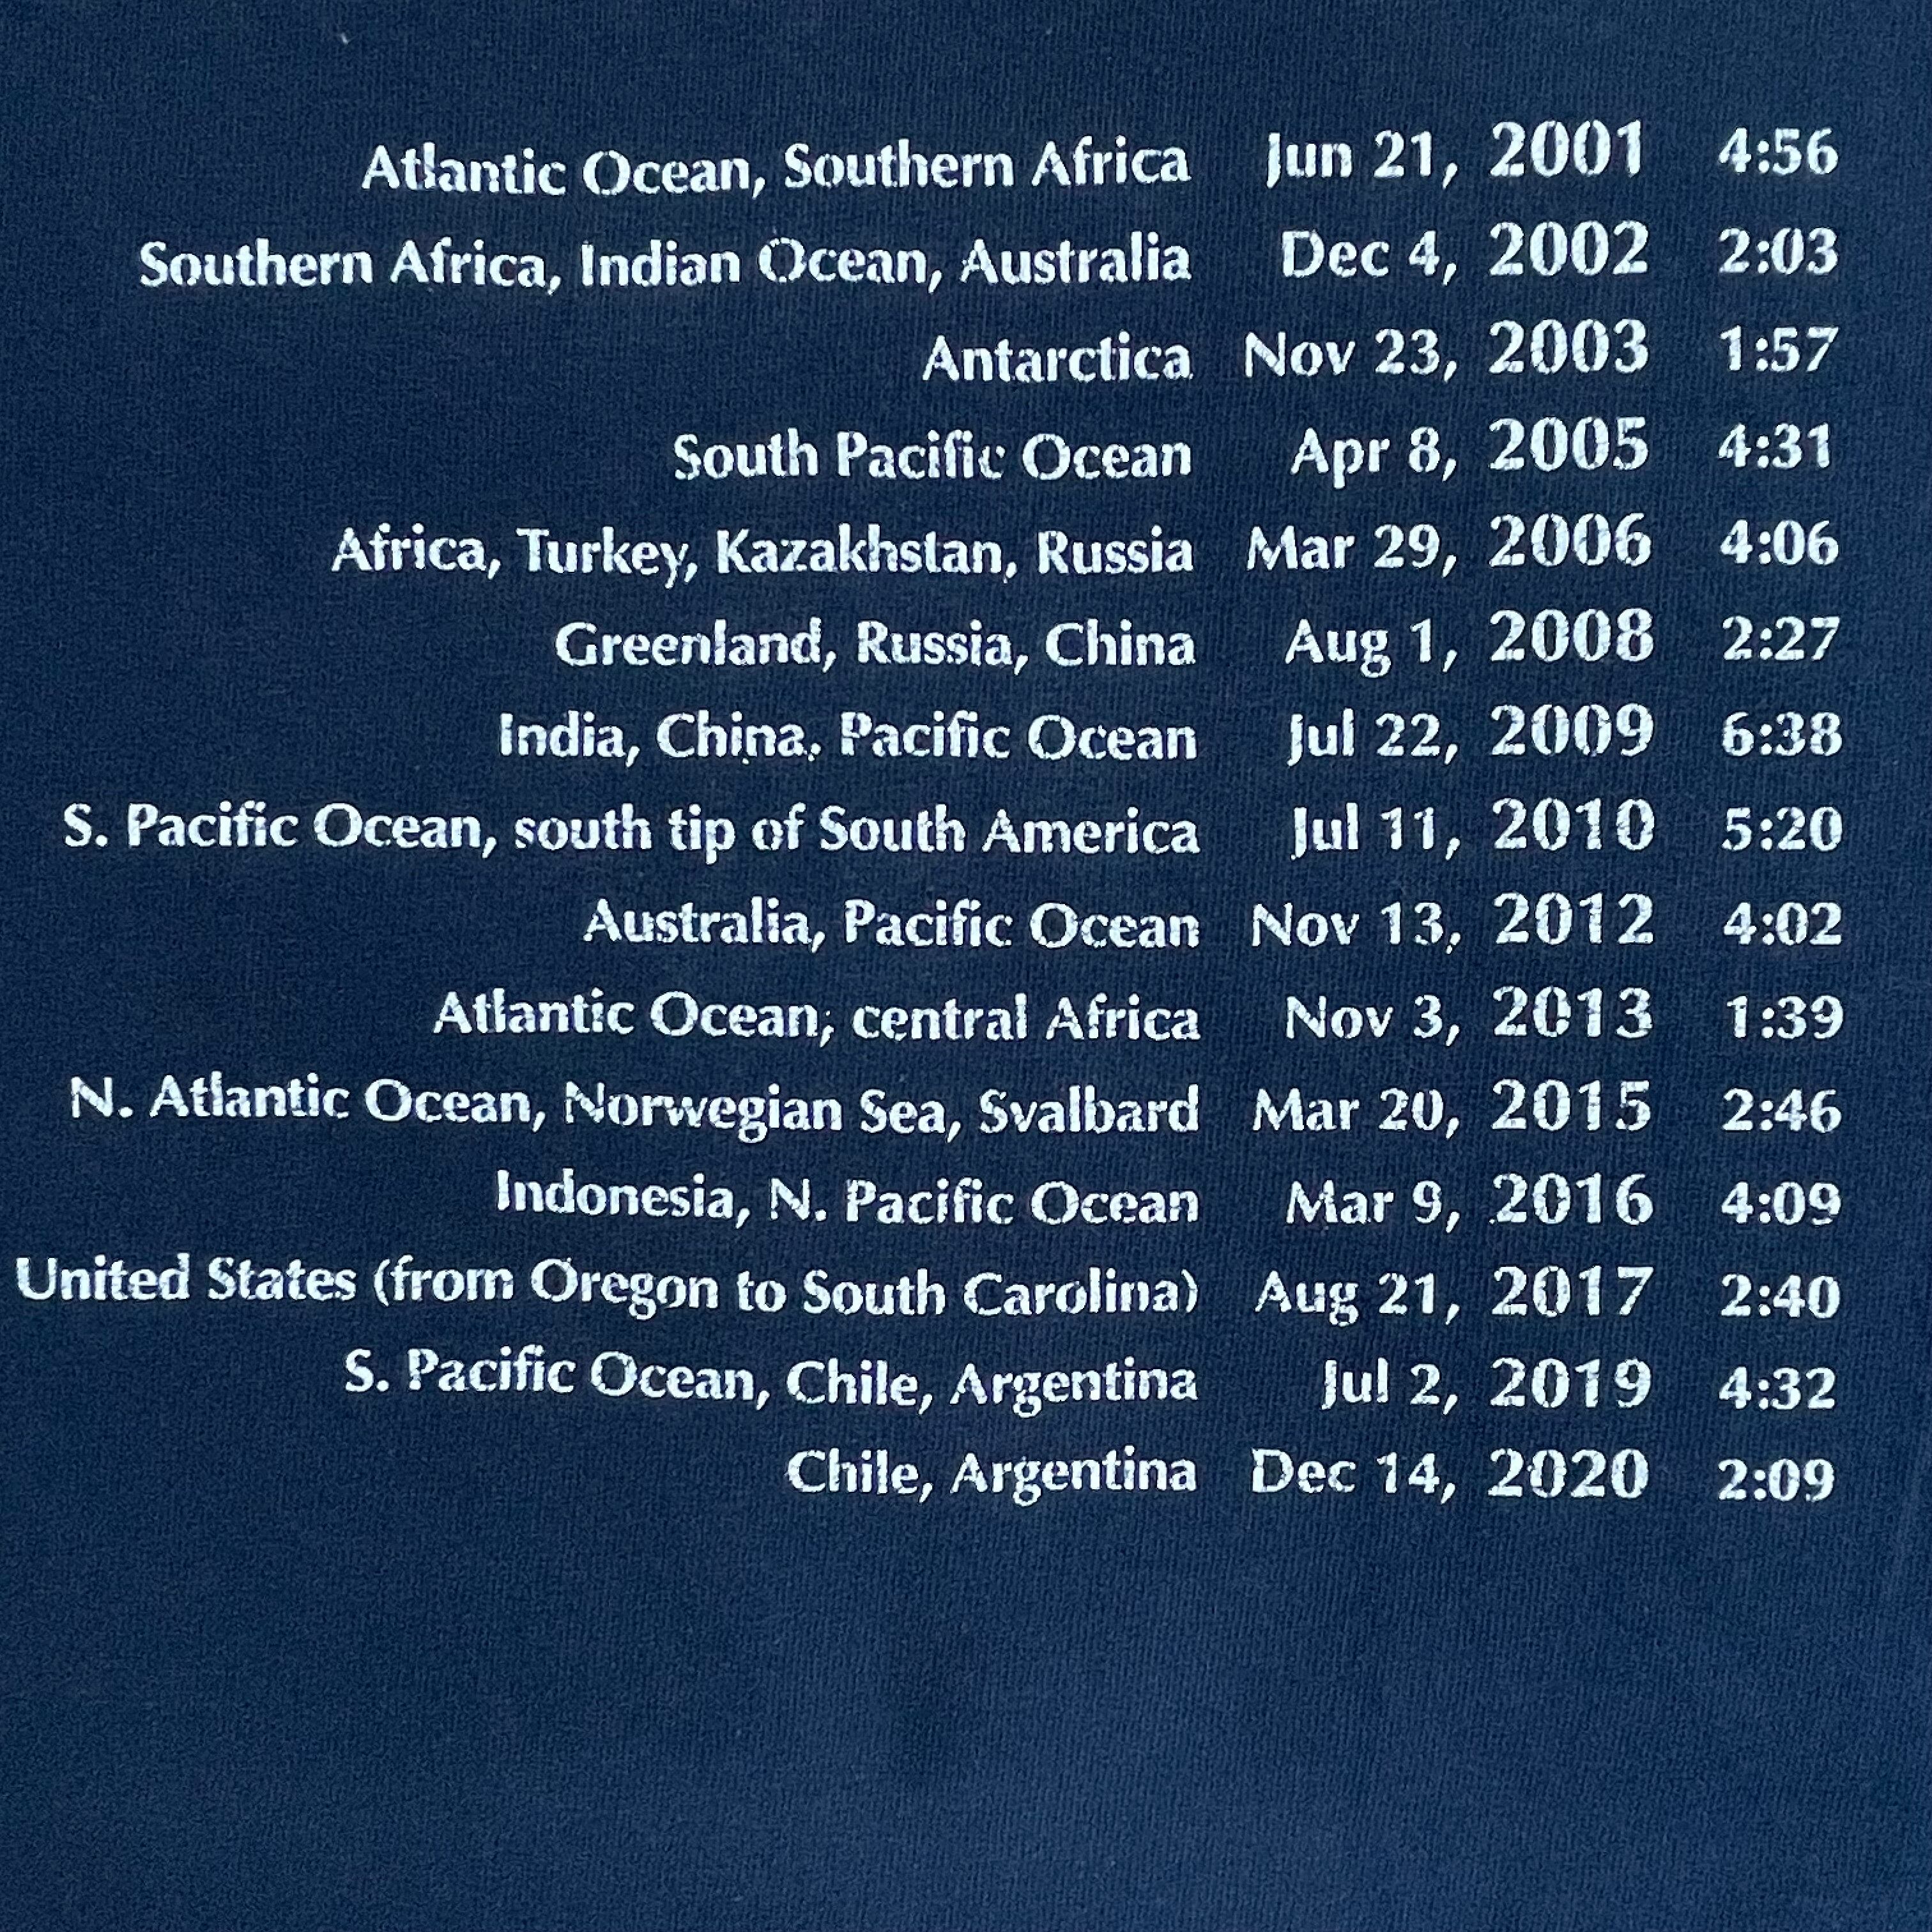 Atlantic Ocean, Southern Africa Jun 21, 2001 4:56
Southern Africa, Indian Ocean, Australia Dec 4, 2002 2:03
Antarctica Nov 23, 2003 1:57
South Pacific Ocean Apr 8, 2005 4:31
Africa, Turkey, Kazakhstan, Russia Mar 29, 2006 4:06
Greenland, Russia, China Aug 1, 2008 2:27
India, China, Pacific Ocean Jul 22, 2009 6:38
S. Pacific Ocean, south tip of South America Jul 11, 2010 5:20
Australia, Pacific Ocean Nov 13, 2012 4:02
Atlantic Ocean, central Africa Nov 3, 2013 1:39
N. Atlantic Ocean, Norwegian Sea, Svalbard Mar 20, 2015 2:46
Indonesia, N. Pacific Ocean Mar 9, 2016 4:09
United States (from Oregon to South Carolina) Aug 21, 2017 2:40
S. Pacific Ocean, Chile, Argentina Jul 2, 2019 4:32
Chile, Argentina Dec 14, 2020 2:09